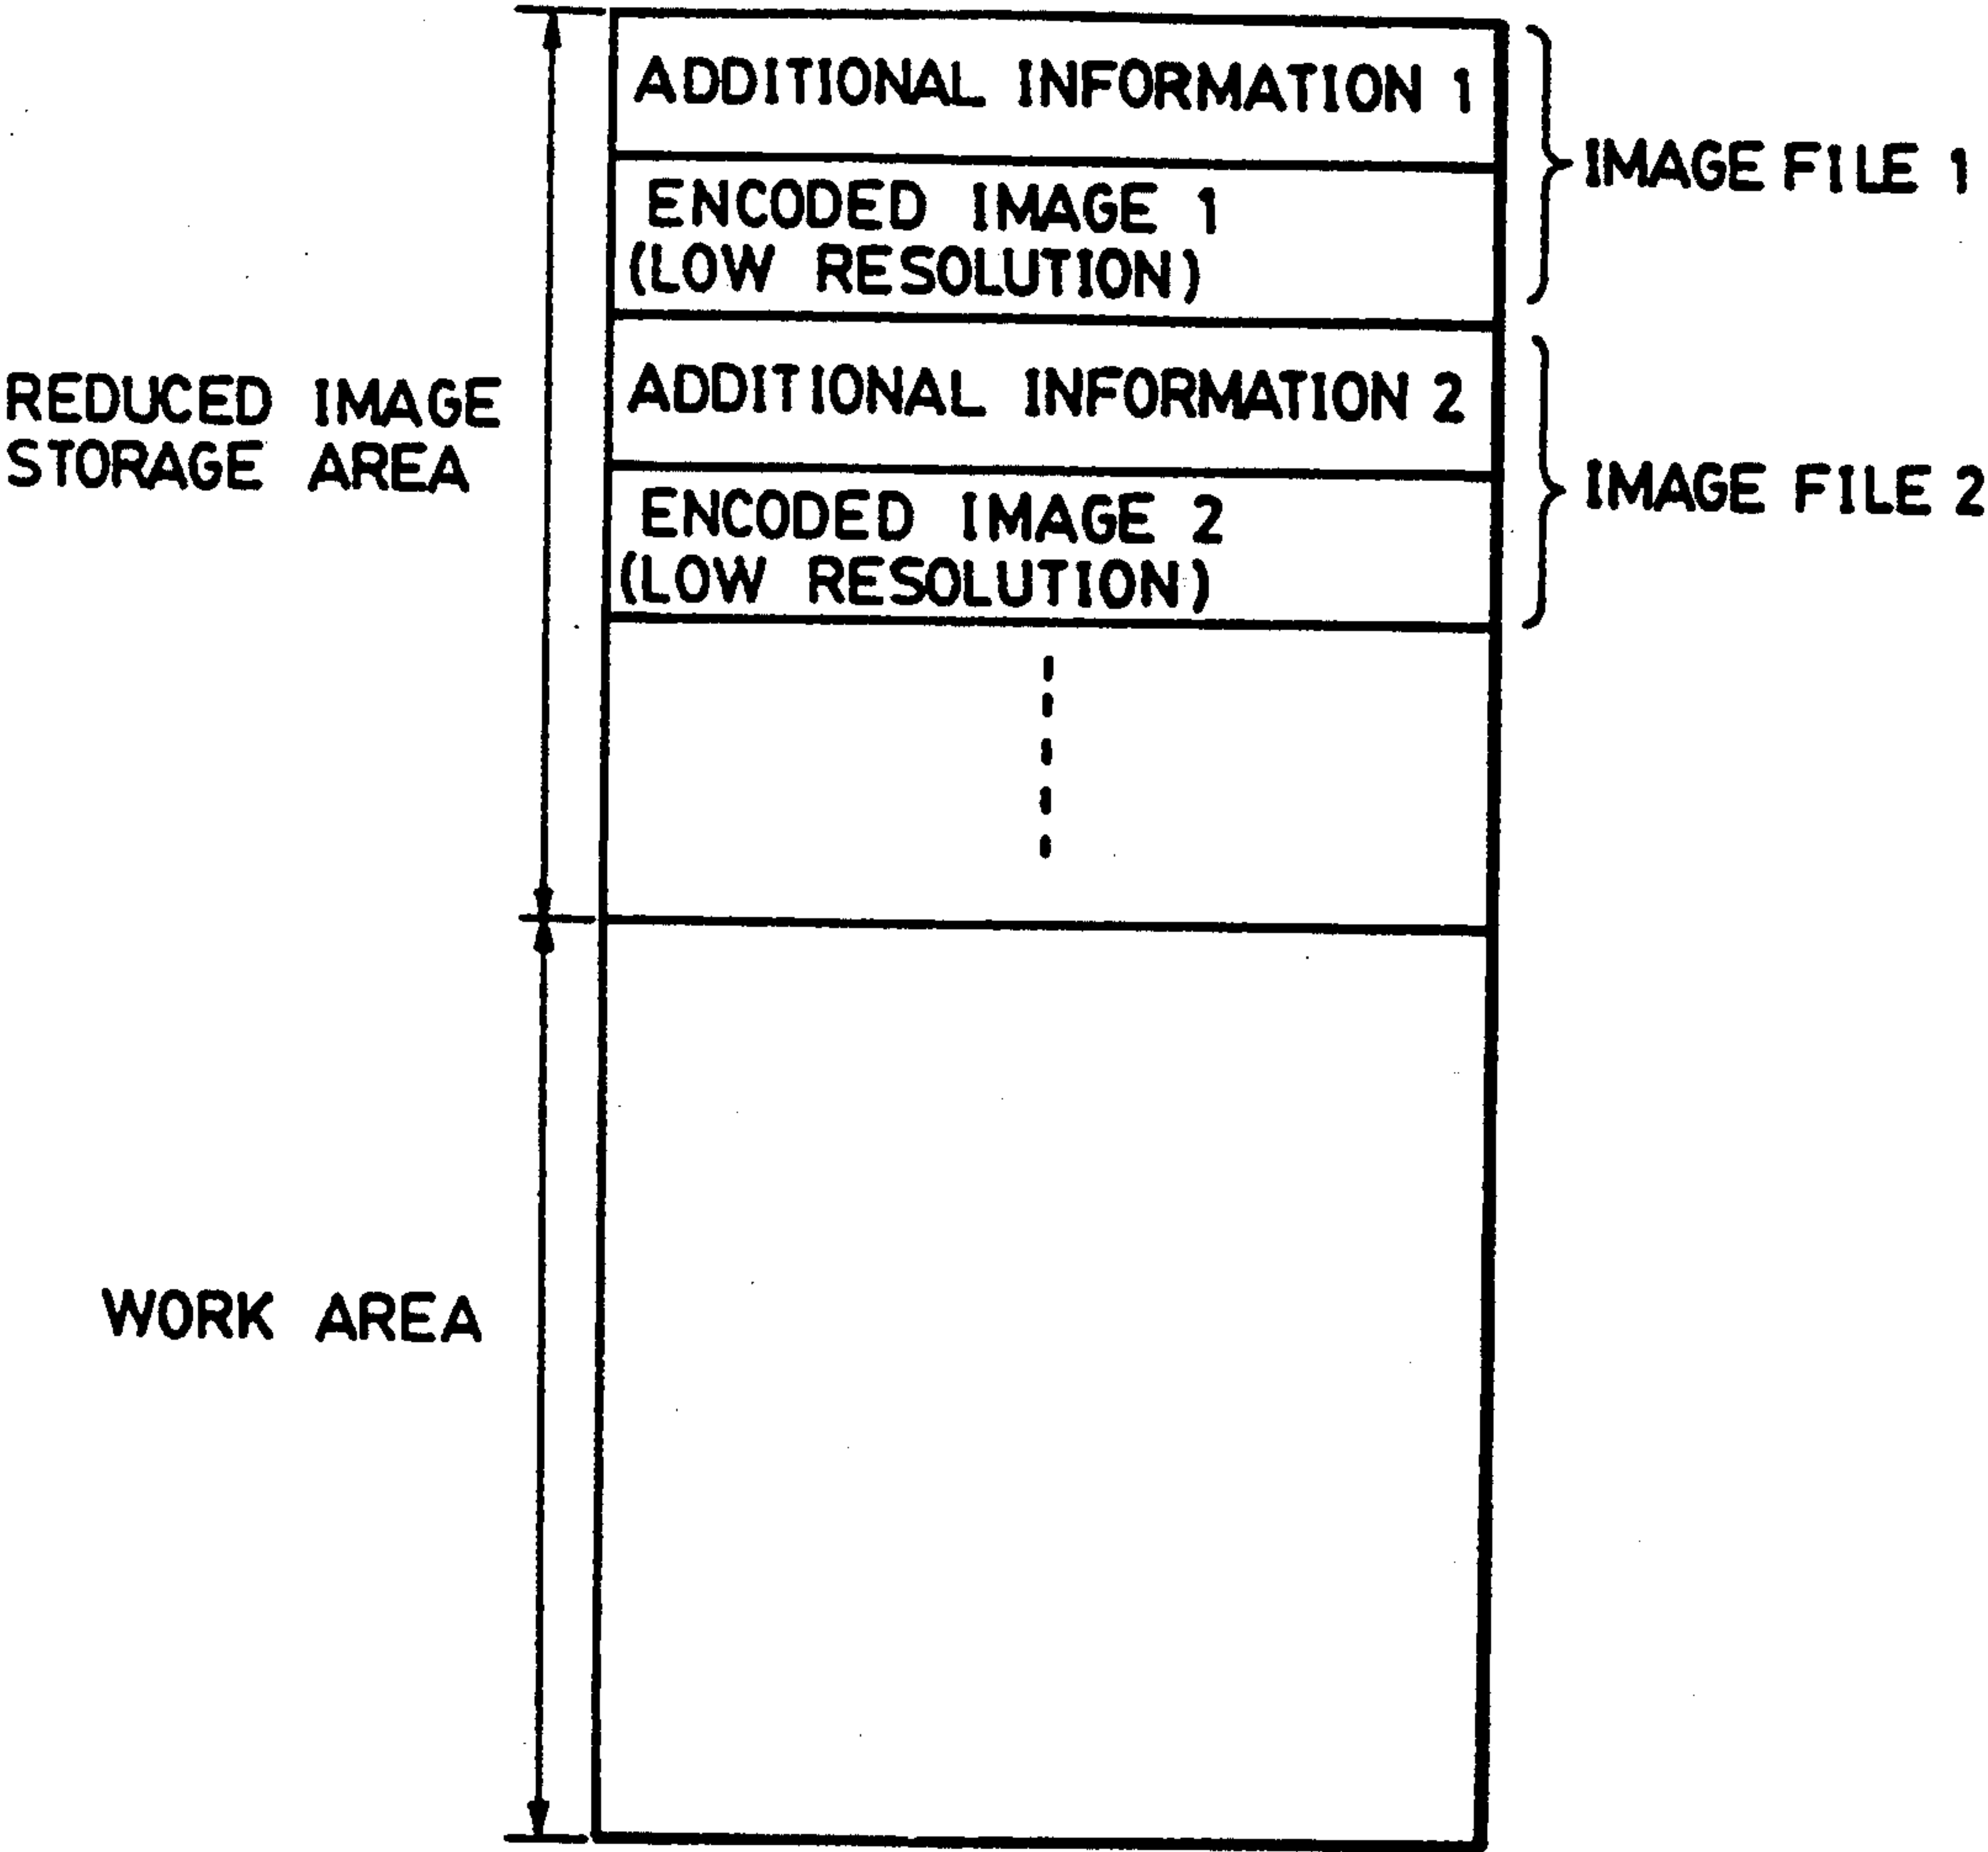 ADDITIONAL INFORMATION 1
ENCODED IMAGE 1
(LOW RESOLUTION)
IMAGE FILE 1
REDUCED IMAGE
STORAGE AREA
ADDITIONAL INFORMATION 2
ENCODED IMAGE 2
(LOW RESOLUTION)
IMAGE FILE 2
WORK AREA